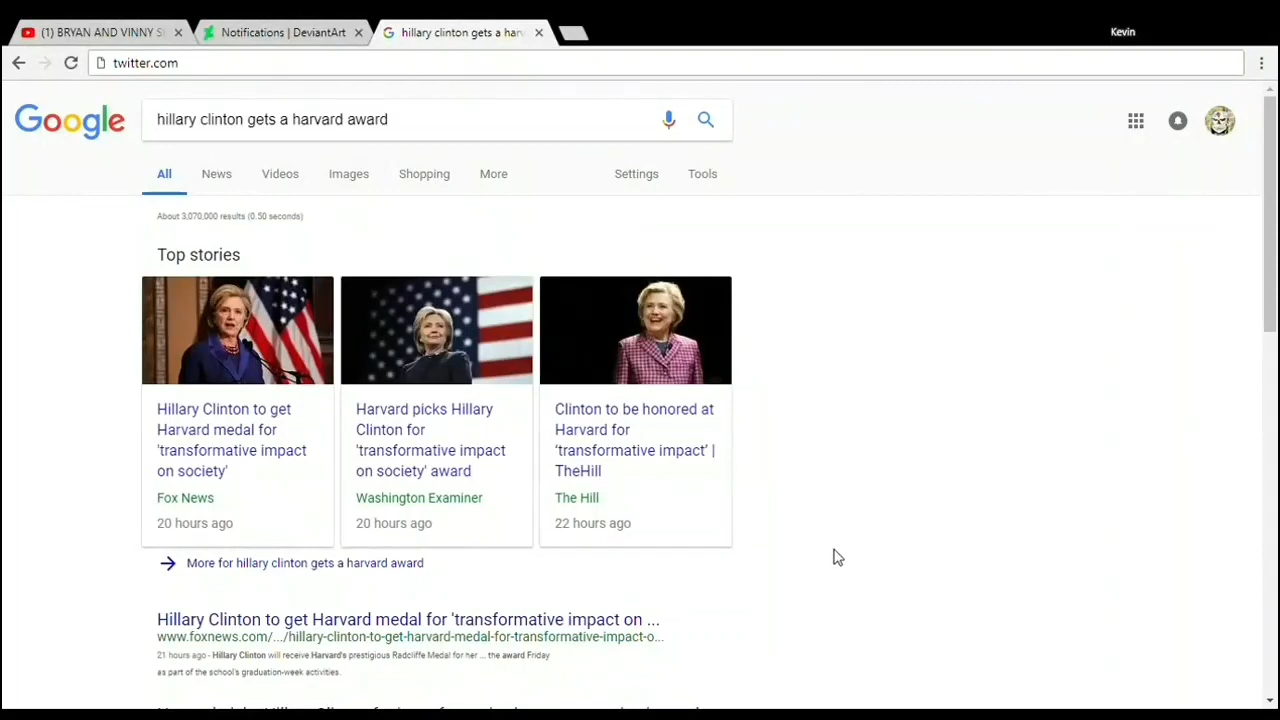 (1) BRYAN AND VINNY S
Notifications | DeviantArt
hillary clinton gets a har
Kevin
twitter.com
Google
hillary clinton gets a harvard award
All News Videos Images Shopping More Settings Tools
About 3,070,000 results (0.50 seconds)
Top stories
Hillary Clinton to get
Harvard medal for
'transformative impact
on society'
Fox News
20 hours ago
Harvard picks Hillary
Clinton for
'transformative impact
on society' award
Washington Examiner
20 hours ago
Clinton to be honored at
Harvard for
'transformative impact' |
TheHill
The Hill
22 hours ago
More for hillary clinton gets a harvard award
Hillary Clinton to get Harvard medal for 'transformative impact on ...
www.foxnews.com/.../hillary-clinton-to-get-harvard-medal-for-transformative-impact-o...
21 hours ago - Hillary Clinton will receive Harvard's prestigious Radcliffe Medal for her ... the award Friday
as part of the school's graduation-week activities.